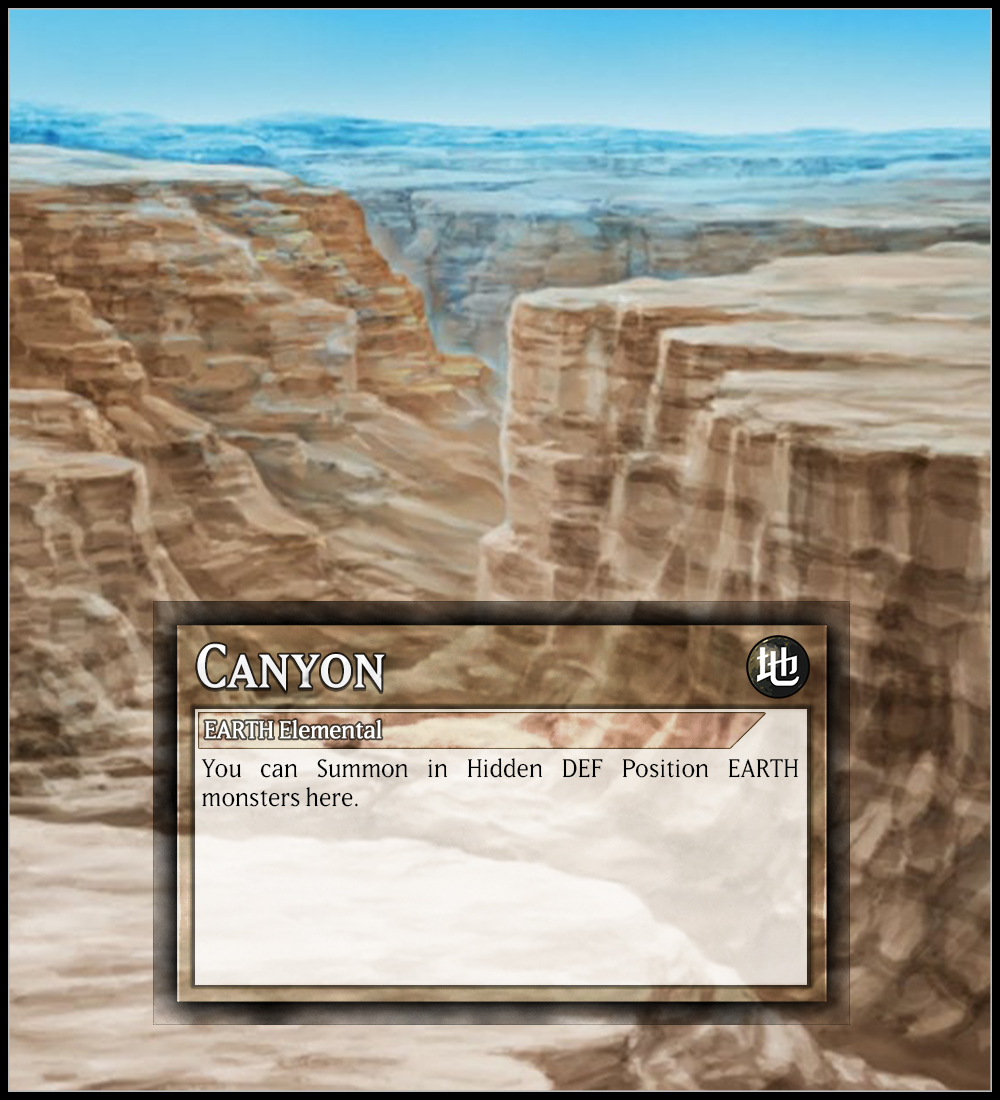 CANYON
地
EARTH Elemental
You can Summon in Hidden DEF Position EARTH
monsters here.